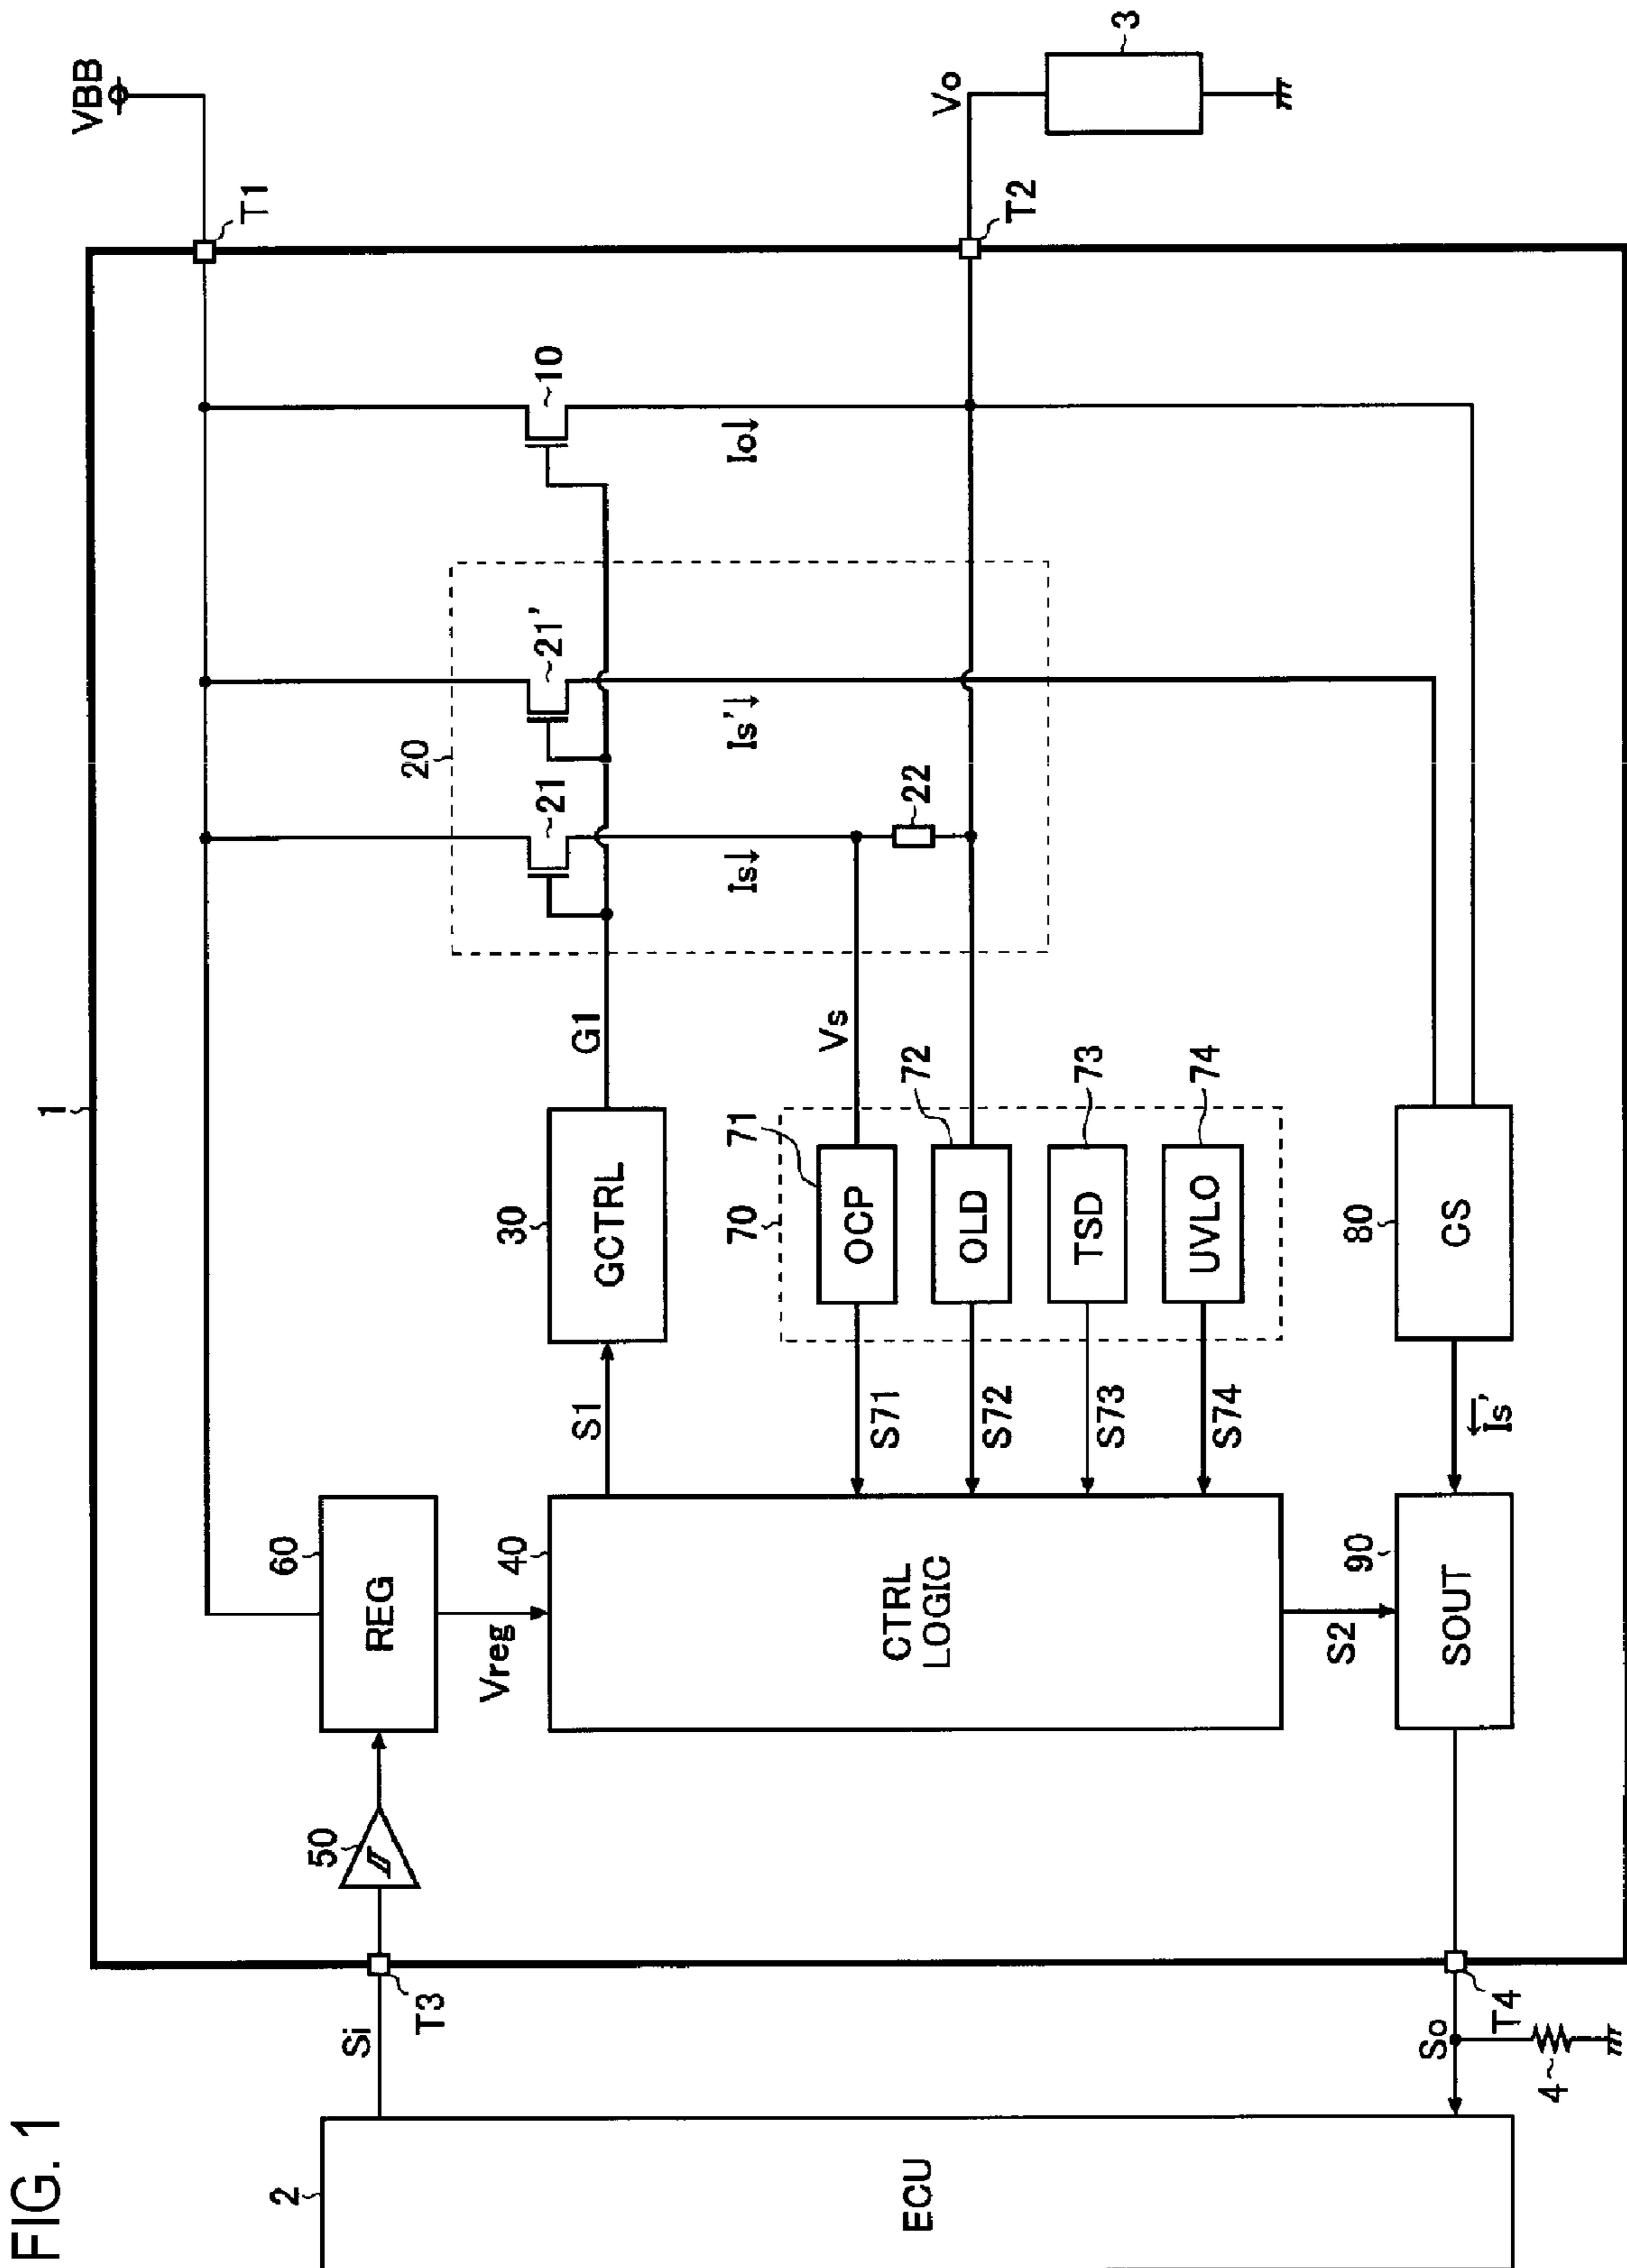 FIG. 1
1
VBB
T1
2
ECU
Si
T3
50
60
REG
Vreg
40
CTRL
LOGIC
S1
30
GCTRL
G1
20
21
21'
10
Is
Is'
Io
22
Vs
70
71
OCP
S71
72
OLD
S72
73
TSD
S73
74
UVLO
S74
T2
Vo
3
80
CS
Is'
S2
90
SOUT
So
T4
4